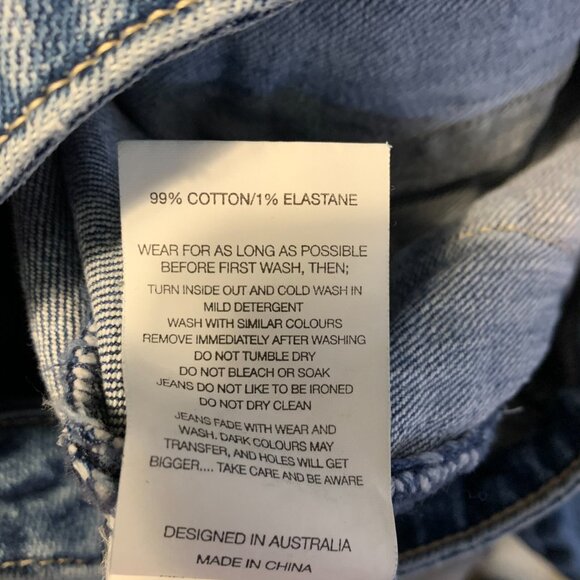 99% COTTON/1% ELASTANE
WEAR FOR AS LONG AS POSSIBLE
BEFORE FIRST WASH, THEN;
TURN INSIDE OUT AND COLD WASH IN
MILD DETERGENT
WASH WITH SIMILAR COLOURS
REMOVE IMMEDIATELY AFTER WASHING
DO NOT TUMBLE DRY
DO NOT BLEACH OR SOAK
JEANS DO NOT LIKE TO BE IRONED
DO NOT DRY CLEAN
JEANS FADE WITH WEAR AND
WASH. DARK COLOURS MAY
TRANSFER, AND HOLES WILL GET
BIGGER.... TAKE CARE AND BE AWARE
DESIGNED IN AUSTRALIA
MADE IN CHINA